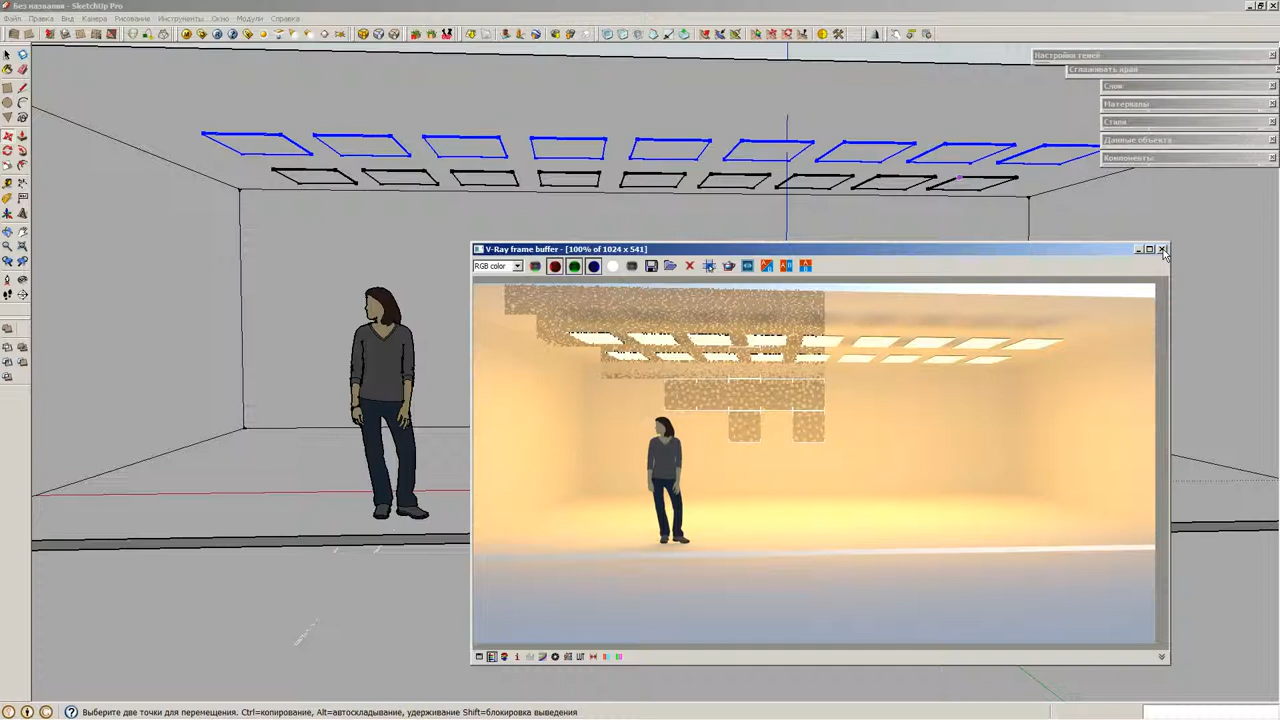 Без названия - SketchUp Pro
Файл Правка Вид Камера Рисование Инструменты Окно Модули Справка
Настройки теней
Сглаживать края
Слои
Материалы
Стили
Данные объекта
Компоненты
V-Ray frame buffer - [100% of 1024 x 541]
RGB color
Выберите две точки для перемещения. Ctrl=копирование, Alt=автоскладывание, удерживание Shift=блокировка выведения